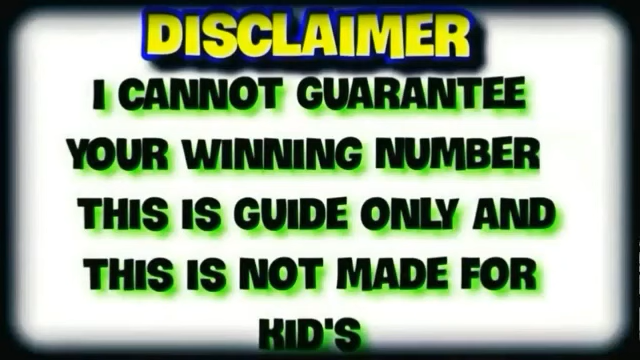 DISCLAIMER
I CANNOT GUARANTEE
YOUR WINNING NUMBER
THIS IS GUIDE ONLY AND
THIS IS NOT MADE FOR
KID'S